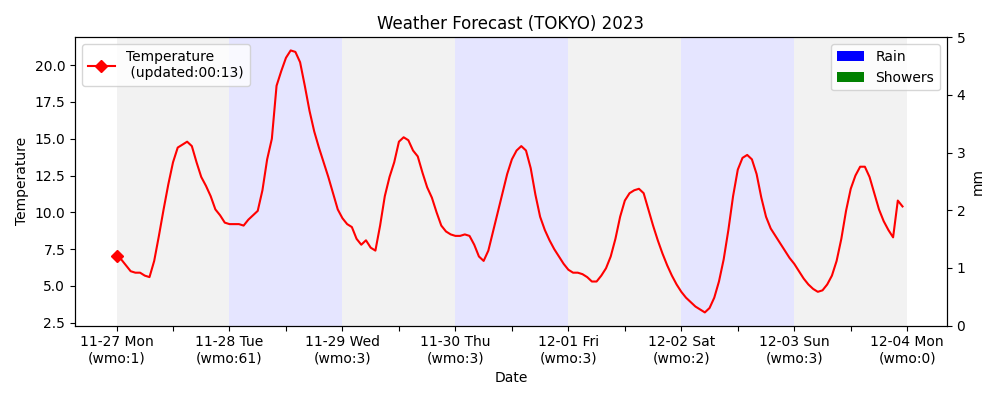 Weather Forecast (TOKYO) 2023
Temperature
(updated:00:13)
Rain
Showers
Temperature
20.0
17.5
15.0
12.5
10.0
7.5
5.0
2.5
5
4
3
2
1
0
mm
11-27 Mon 11-28 Tue 11-29 Wed 11-30 Thu 12-01 Fri 12-02 Sat 12-03 Sun 12-04 Mon
(wmo:1) (wmo:61) (wmo:3) (wmo:3) (wmo:3) (wmo:2) (wmo:3) (wmo:0)
Date